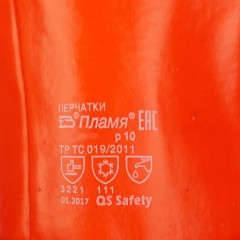 ПЕРЧАТКИ
"Пламя" EAC
р 10
ТР ТС 019/2011
3221 111
01.2017 QS Safety